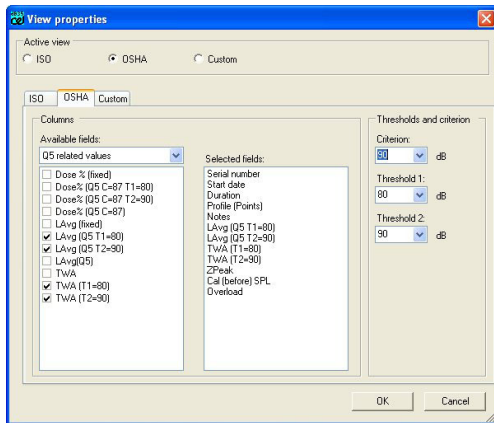 cel View properties
Active view
ISO OSHA Custom
ISO OSHA Custom
Columns
Available fields:
Q5 related values
Dose % (fixed)
Dose% (Q5 C=87 T1=80)
Dose% (Q5 C=87 T2=90)
Dose% (Q5 C=87)
LAvg (fixed)
LAvg (Q5 T1=80)
LAvg (Q5 T2=90)
LAvg(Q5)
TWA
TWA (T1=80)
TWA (T2=90)
Selected fields:
Serial number
Start date
Duration
Profile (Points)
Notes
LAvg (Q5 T1=80)
LAvg (Q5 T2=90)
TWA (T1=80)
TWA (T2=90)
ZPeak
Cal (before) SPL
Overload
Thresholds and criterion
Criterion:
90 dB
Threshold 1:
80 dB
Threshold 2:
90 dB
OK Cancel